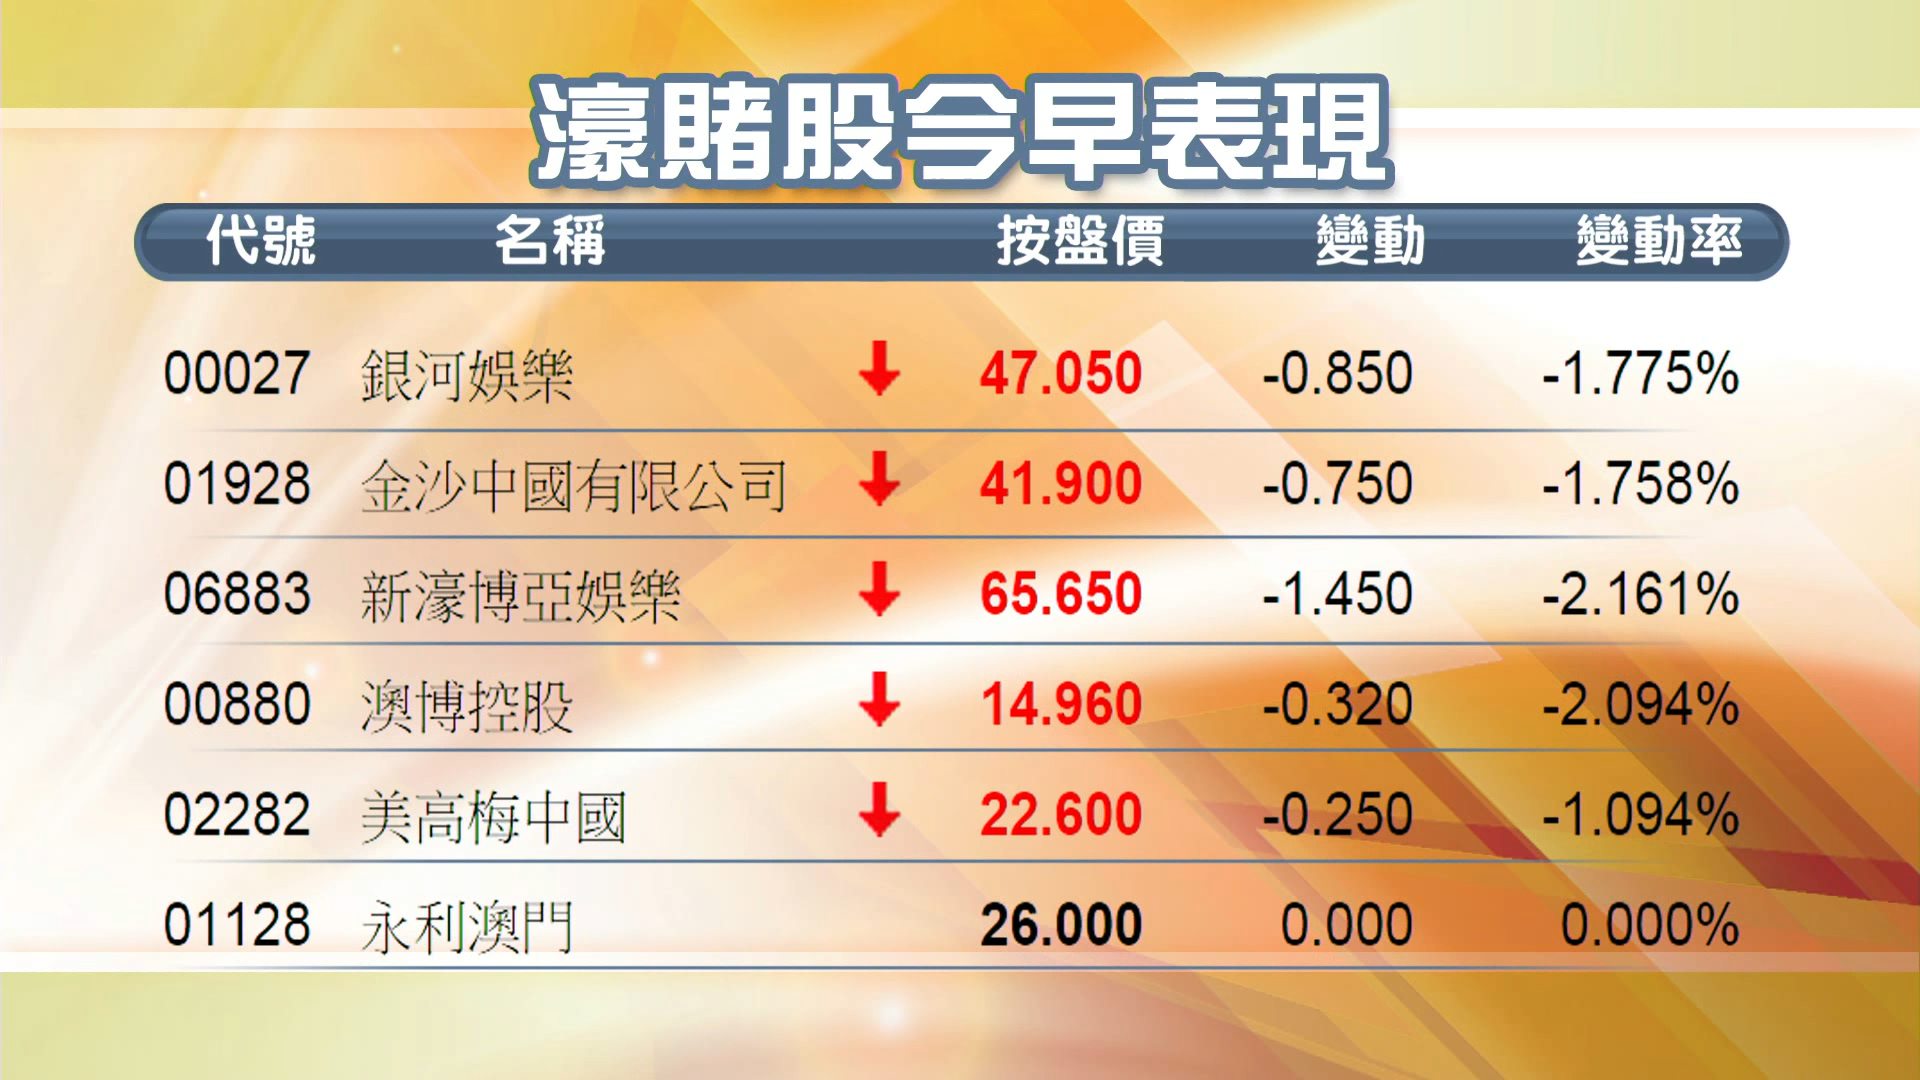 濠賭股今早表現
代號 名稱 按盤價 變動 變動率
00027 銀河娛樂 47.050 -0.850 -1.775%
01928 金沙中國有限公司 41.900 -0.750 -1.758%
06883 新濠博亞娛樂 65.650 -1.450 -2.161%
00880 澳博控股 14.960 -0.320 -2.094%
02282 美高梅中國 22.600 -0.250 -1.094%
01128 永利澳門 26.000 0.000 0.000%